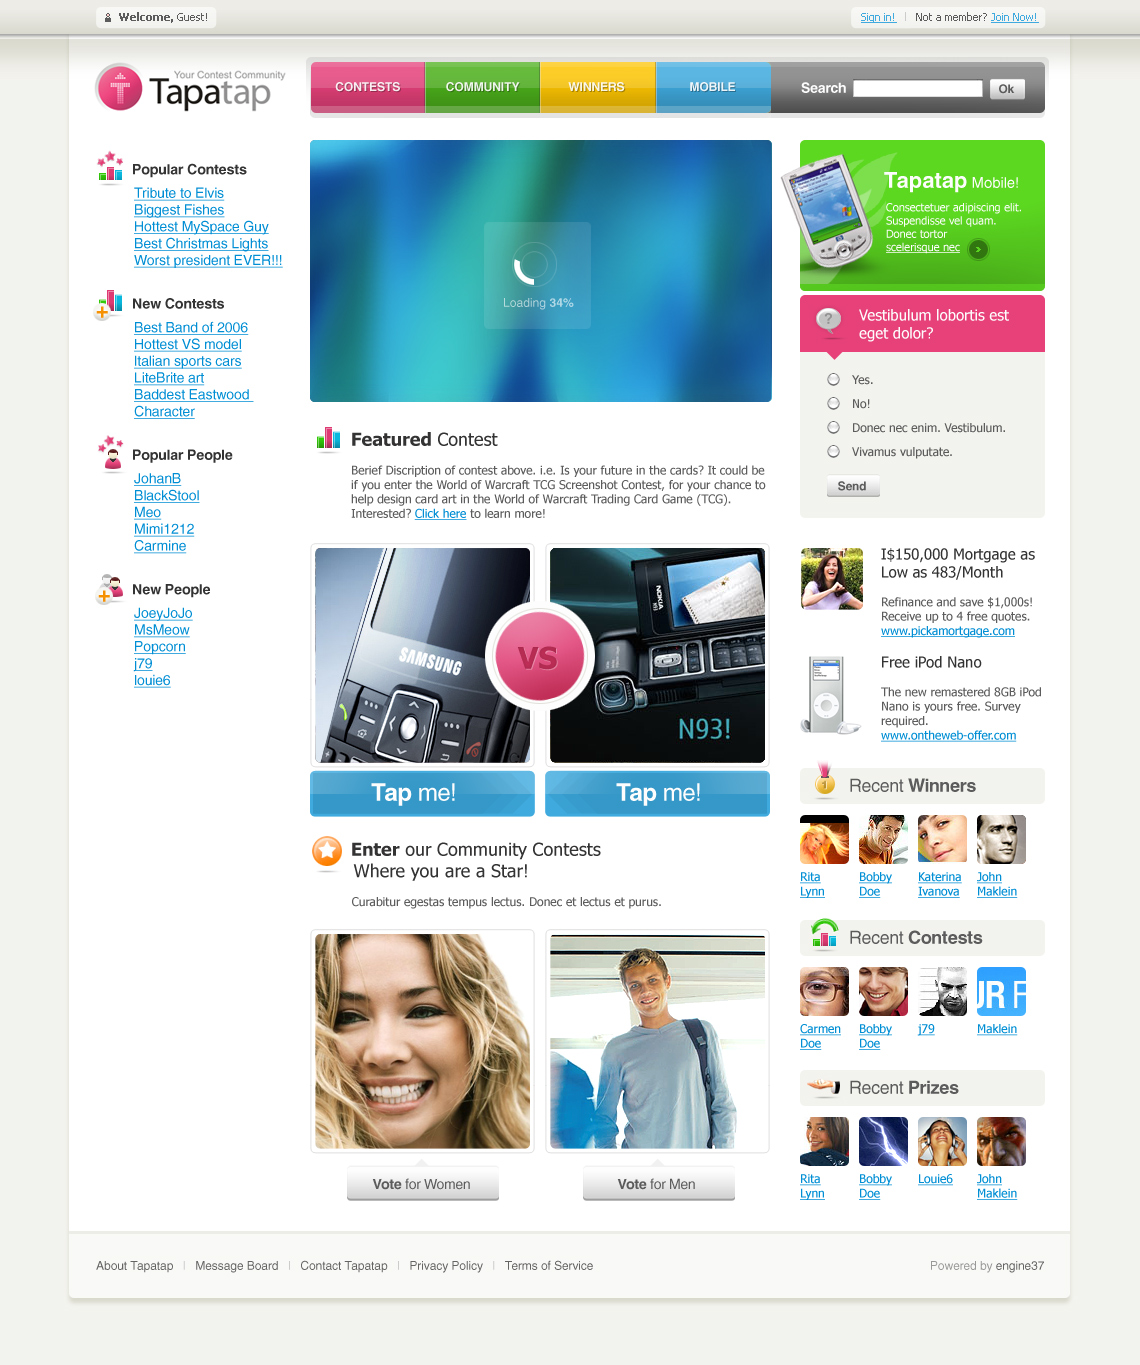 Welcome, Guest!
Sign in!
Not a member? Join Now!
Your Contest Community
Tapatap
CONTESTS
COMMUNITY
WINNERS
MOBILE
Search
Ok
Popular Contests
Tribute to Elvis
Biggest Fishes
Hottest MySpace Guy
Best Christmas Lights
Worst president EVER!!!
New Contests
Best Band of 2006
Hottest VS model
Italian sports cars
LiteBrite art
Baddest Eastwood
Character
Popular People
JohanB
BlackStool
Meo
Mimi1212
Carmine
New People
JoeyJoJo
MsMeow
Popcorn
j79
louie6
Loading 34%
Featured Contest
Berief Discription of contest above. i.e. Is your future in the cards? It could be
if you enter the World of Warcraft TCG Screenshot Contest, for your chance to
help design card art in the World of Warcraft Trading Card Game (TCG).
Interested? Click here to learn more!
SAMSUNG
VS
NOKIA
N93!
Tap me!
Tap me!
Enter our Community Contests
Where you are a Star!
Curabitur egestas tempus lectus. Donec et lectus et purus.
Vote for Women
Vote for Men
Tapatap Mobile!
Consectetuer adipiscing elit.
Suspendisse vel quam.
Donec tortor
scelerisque nec
?
Vestibulum lobortis est
eget dolor?
Yes.
No!
Donec nec enim. Vestibulum.
Vivamus vulputate.
Send
I$150,000 Mortgage as
Low as 483/Month
Refinance and save $1,000s!
Receive up to 4 free quotes.
www.pickamortgage.com
Free iPod Nano
The new remastered 8GB iPod
Nano is yours free. Survey
required.
www.ontheweb-offer.com
1
Recent Winners
Rita
Lynn
Bobby
Doe
Katerina
Ivanova
John
Maklein
Recent Contests
JR F
Carmen
Doe
Bobby
Doe
j79
Maklein
Recent Prizes
Rita
Lynn
Bobby
Doe
Louie6
John
Maklein
About Tapatap
Message Board
Contact Tapatap
Privacy Policy
Terms of Service
Powered by engine37